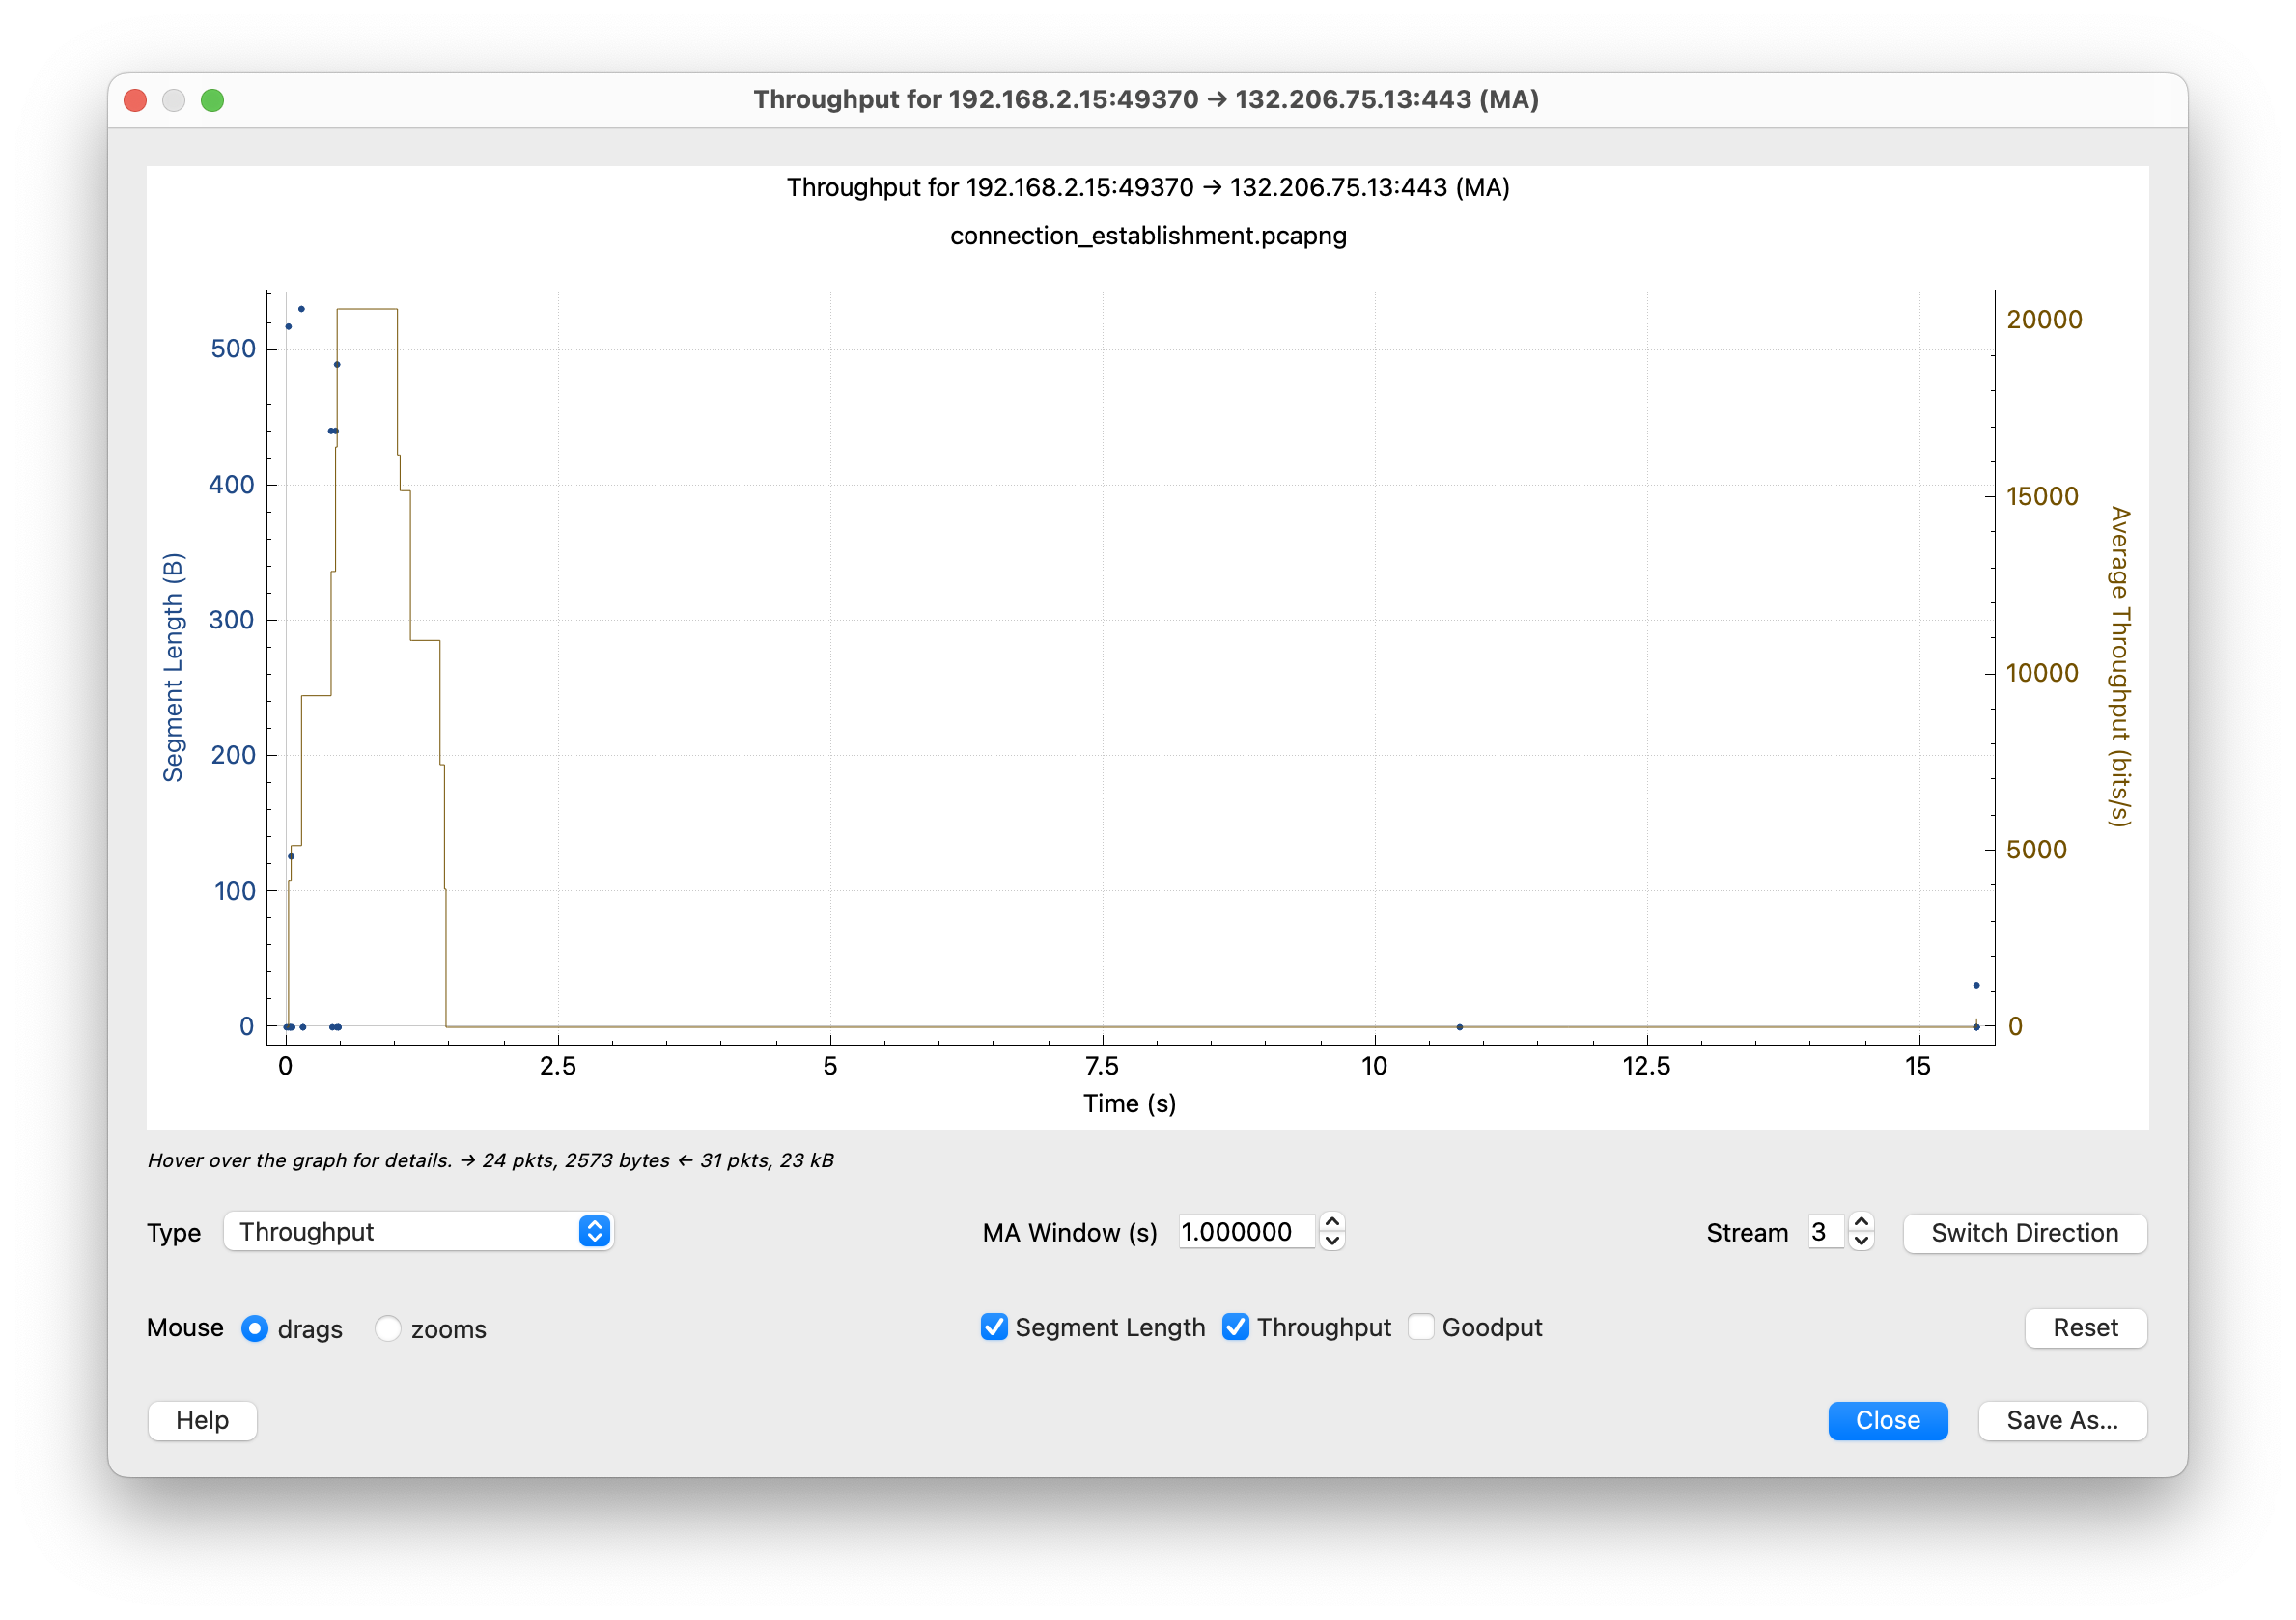 Throughput for 192.168.2.15:49370 → 132.206.75.13:443 (MA)
Throughput for 192.168.2.15:49370 → 132.206.75.13:443 (MA)
connection_establishment.pcapng
Segment Length (B)
500
400
300
200
100
0
20000
15000
10000
5000
0
Average Throughput (bits/s)
0 2.5 5 7.5 10 12.5 15
Time (s)
Hover over the graph for details. → 24 pkts, 2573 bytes ← 31 pkts, 23 kB
Type Throughput MA Window (s) 1.000000 Stream 3 Switch Direction
Mouse drags zooms Segment Length Throughput Goodput Reset
Help Close Save As...